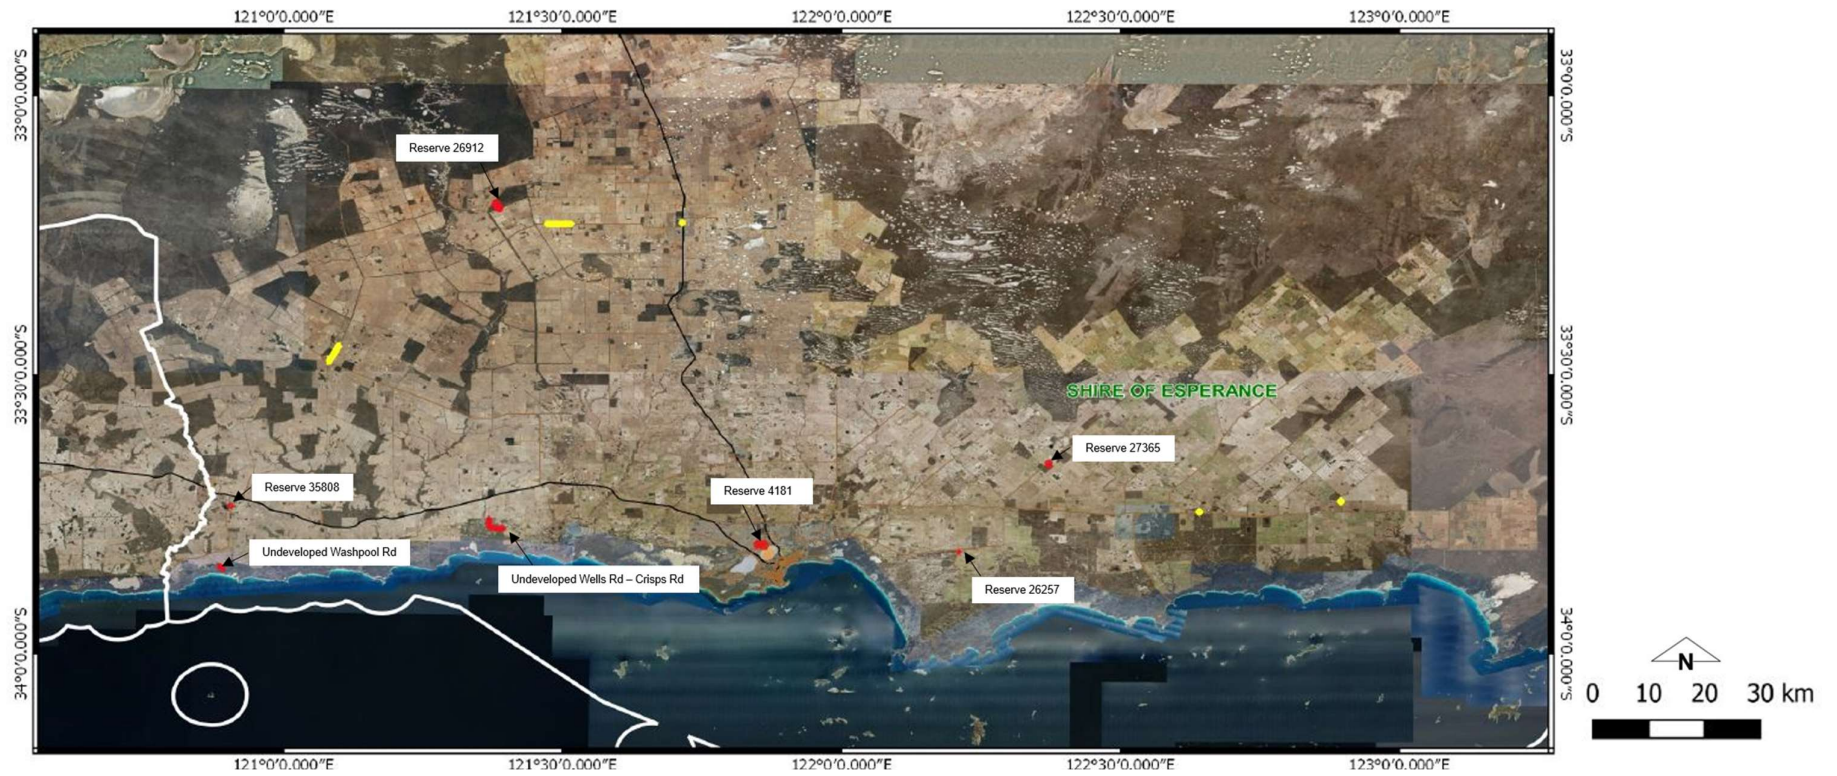 121°0'0.000"E 121°30'0.000"E 122°0'0.000"E 122°30'0.000"E 123°0'0.000"E
33°0'0.000"S
33°0'0.000"S
Reserve 26912
33°30'0.000"S
33°30'0.000"S
SHIRE OF ESPERANCE
Reserve 27365
Reserve 35808
Reserve 4181
Undeveloped Washpool Rd
Undeveloped Wells Rd – Crisps Rd
Reserve 26257
34°0'0.000"S
34°0'0.000"S
N
0 10 20 30 km
121°0'0.000"E 121°30'0.000"E 122°0'0.000"E 122°30'0.000"E 123°0'0.000"E